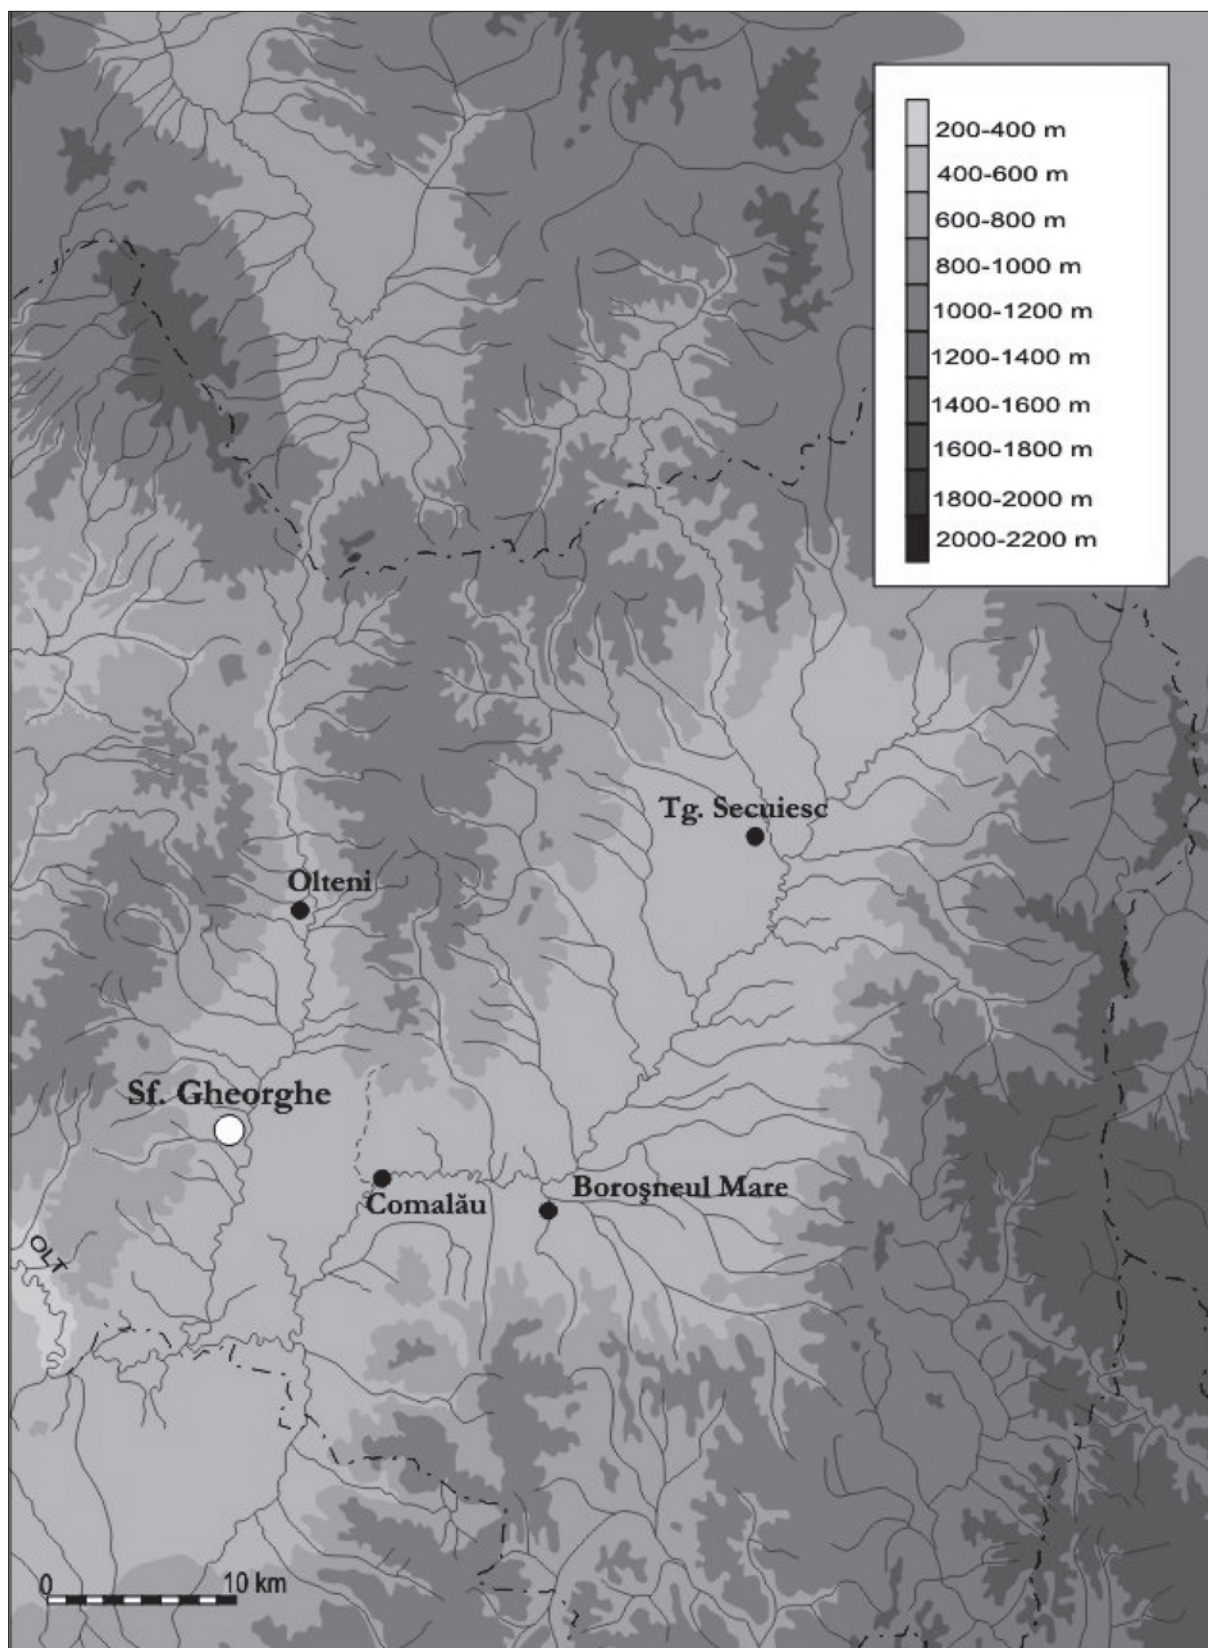 200-400 m
400-600 m
600-800 m
800-1000 m
1000-1200 m
1200-1400 m
1400-1600 m
1600-1800 m
1800-2000 m
2000-2200 m
Tg. Secuiesc
Olteni
Sf. Gheorghe
Comalău
Boroşneul Mare
OLT
0 10 km